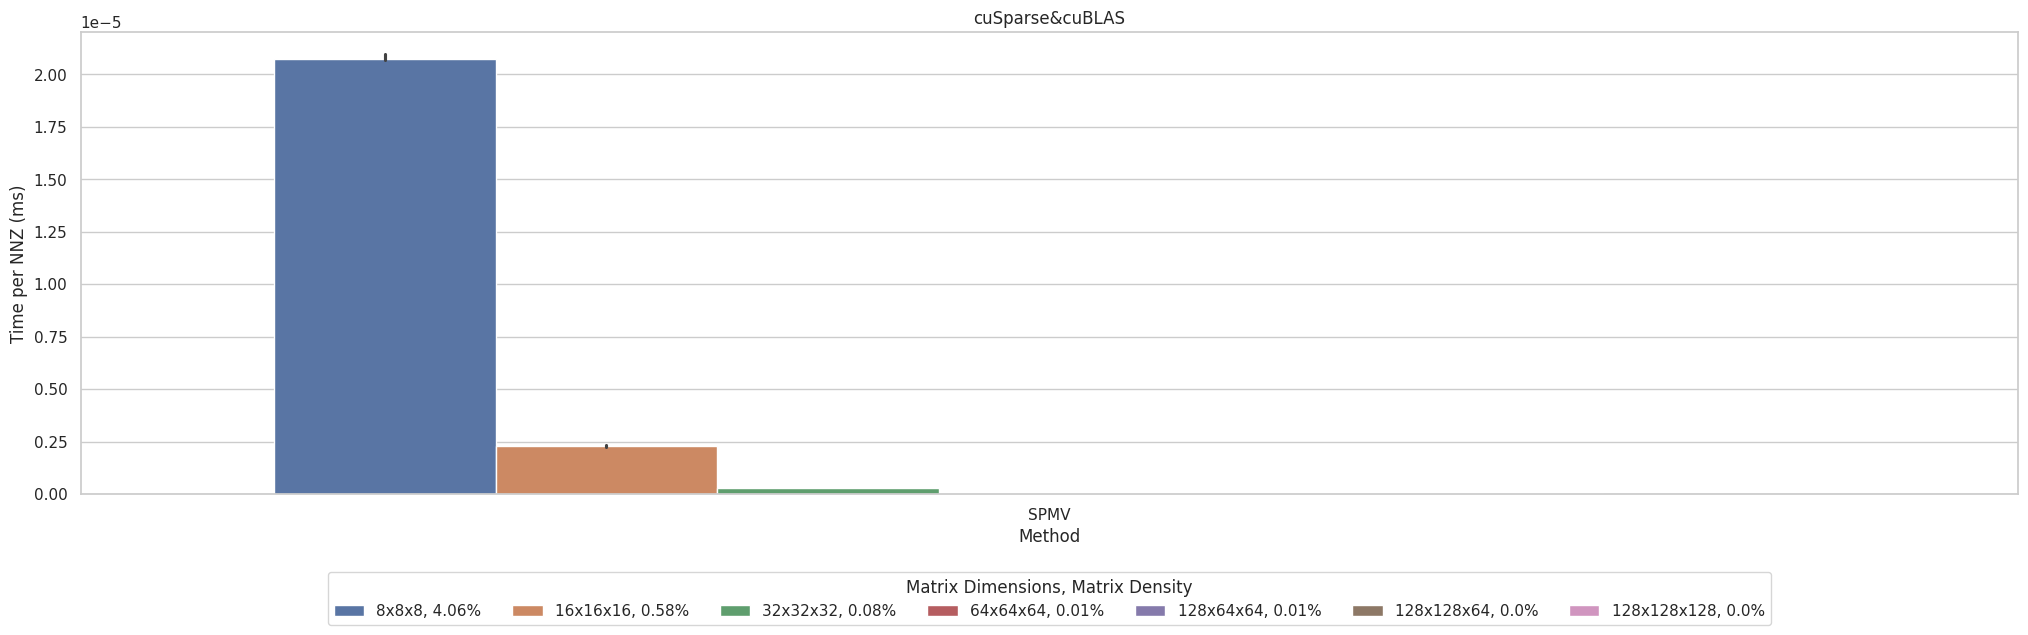 cuSparse&cuBLAS
1e−5
2.00
1.75
1.50
1.25
1.00
0.75
0.50
0.25
0.00
Time per NNZ (ms)
SPMV
Method
Matrix Dimensions, Matrix Density
8x8x8, 4.06% 16x16x16, 0.58% 32x32x32, 0.08% 64x64x64, 0.01% 128x64x64, 0.01% 128x128x64, 0.0% 128x128x128, 0.0%